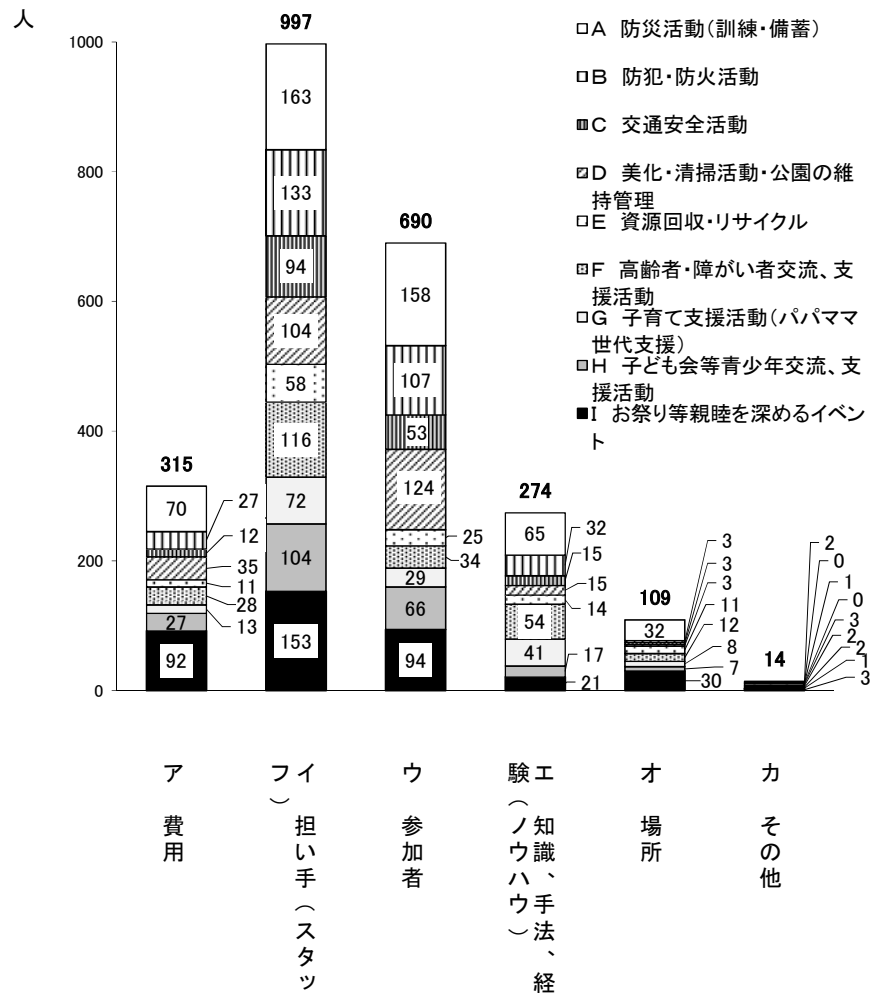 人
1000
800
600
400
200
0
□A 防災活動(訓練・備蓄)
B 防犯・防火活動
C 交通安全活動
D 美化・清掃活動・公園の維
持管理
□E 資源回収・リサイクル
F 高齢者・障がい者交流、支
援活動
□G 子育て支援活動(パパママ
世代支援)
H 子ども会等青少年交流、支
援活動
■I お祭り等親睦を深めるイベン
ト
315
70
27
12
35
11
28
13
27
92
997
163
133
94
104
58
116
72
104
153
690
158
107
53
124
25
34
29
66
94
274
65
32
15
15
14
54
41
17
21
109
32
3
3
3
11
12
8
7
30
14
2
0
1
0
3
2
2
1
3
ア 費用
イ 担い手(スタッ
フ)
ウ 参加者
エ 知識、手法、経
験(ノウハウ)
オ 場所
カ その他